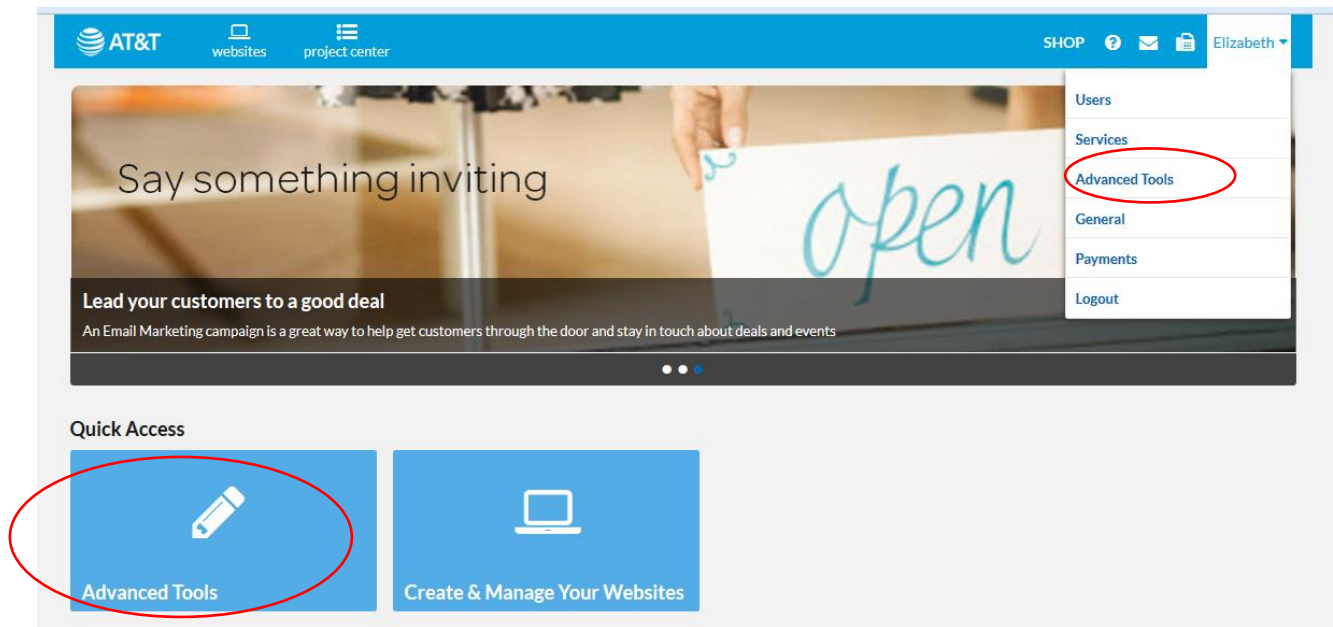 AT&T
websites
project center
SHOP
Elizabeth
Users
Services
Advanced Tools
General
Payments
Logout
Say something inviting
open
Lead your customers to a good deal
An Email Marketing campaign is a great way to help get customers through the door and stay in touch about deals and events
Quick Access
Advanced Tools
Create & Manage Your Websites